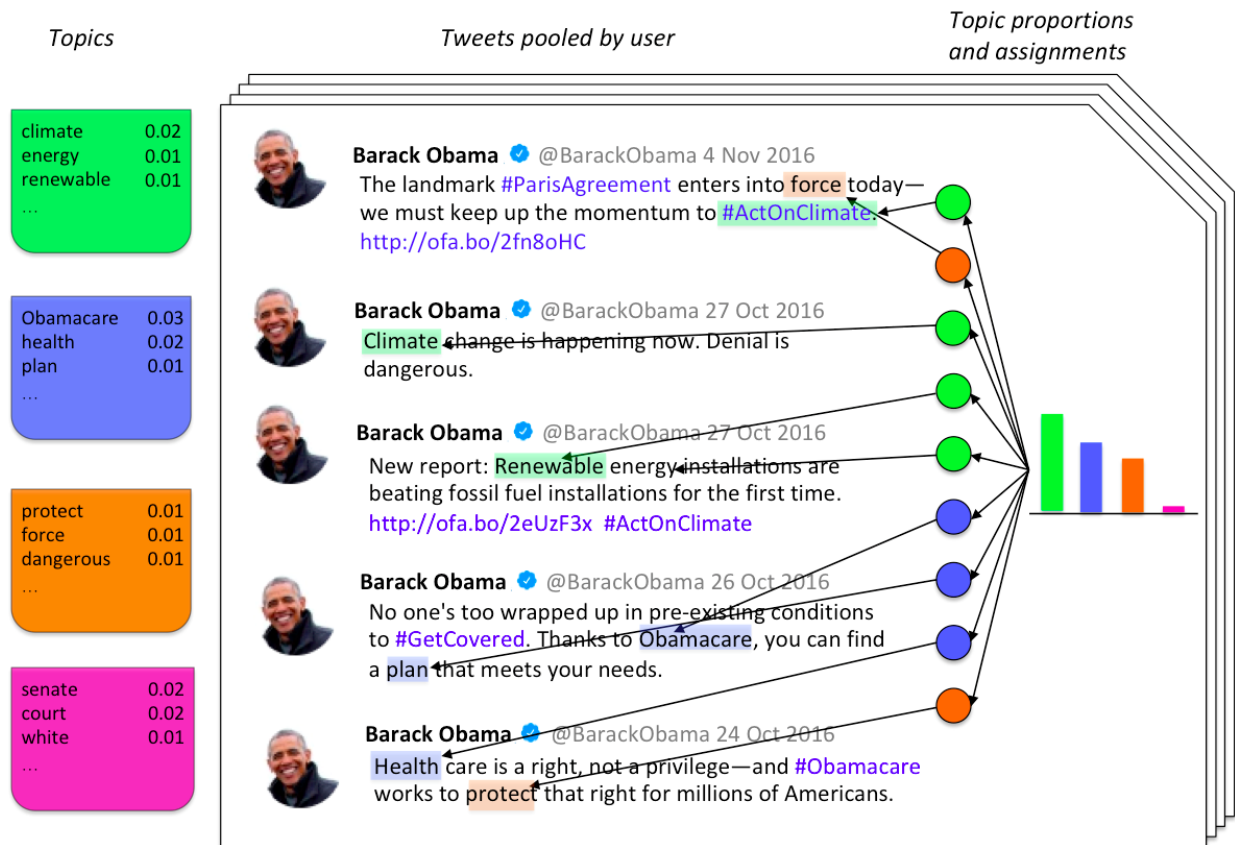 Topics
Tweets pooled by user
Topic proportions
and assignments
climate 0.02
energy 0.01
renewable 0.01
...
Obamacare 0.03
health 0.02
plan 0.01
...
protect 0.01
force 0.01
dangerous 0.01
...
senate 0.02
court 0.02
white 0.01
...
Barack Obama @BarackObama 4 Nov 2016
The landmark #ParisAgreement enters into force today—
we must keep up the momentum to #ActOnClimate.
http://ofa.bo/2fn8oHC
Barack Obama @BarackObama 27 Oct 2016
Climate change is happening now. Denial is
dangerous.
Barack Obama @BarackObama 27 Oct 2016
New report: Renewable energy installations are
beating fossil fuel installations for the first time.
http://ofa.bo/2eUzF3x #ActOnClimate
Barack Obama @BarackObama 26 Oct 2016
No one's too wrapped up in pre-existing conditions
to #GetCovered. Thanks to Obamacare, you can find
a plan that meets your needs.
Barack Obama @BarackObama 24 Oct 2016
Health care is a right, not a privilege—and #Obamacare
works to protect that right for millions of Americans.